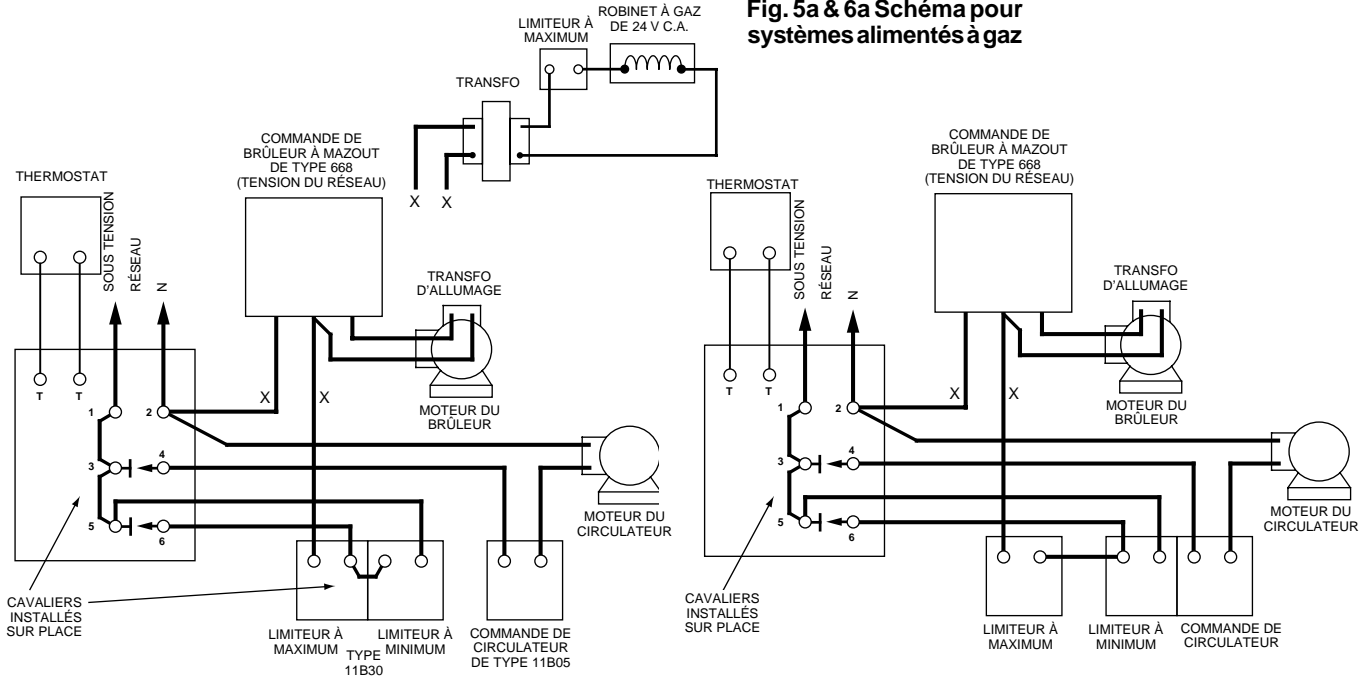 Fig. 5a & 6a Schéma pour
systèmes alimentés à gaz
LIMITEUR À
MAXIMUM
ROBINET À GAZ
DE 24 V C.A.
TRANSFO
X X
COMMANDE DE
BRÛLEUR À MAZOUT
DE TYPE 668
(TENSION DU RÉSEAU)
THERMOSTAT
SOUS TENSION
RÉSEAU
N
TRANSFO
D'ALLUMAGE
MOTEUR DU
BRÛLEUR
T T
X X
1 2
3 4
5 6
MOTEUR DU
CIRCULATEUR
CAVALIERS
INSTALLÉS
SUR PLACE
LIMITEUR À
MAXIMUM
TYPE
11B30
LIMITEUR À
MINIMUM
COMMANDE DE
CIRCULATEUR
DE TYPE 11B05
COMMANDE DE
BRÛLEUR À MAZOUT
DE TYPE 668
(TENSION DU RÉSEAU)
THERMOSTAT
SOUS TENSION
RÉSEAU
N
TRANSFO
D'ALLUMAGE
MOTEUR DU
BRÛLEUR
T T
X X
1 2
3 4
5 6
MOTEUR DU
CIRCULATEUR
CAVALIERS
INSTALLÉS
SUR PLACE
LIMITEUR À
MAXIMUM
LIMITEUR À
MINIMUM
COMMANDE DE
CIRCULATEUR